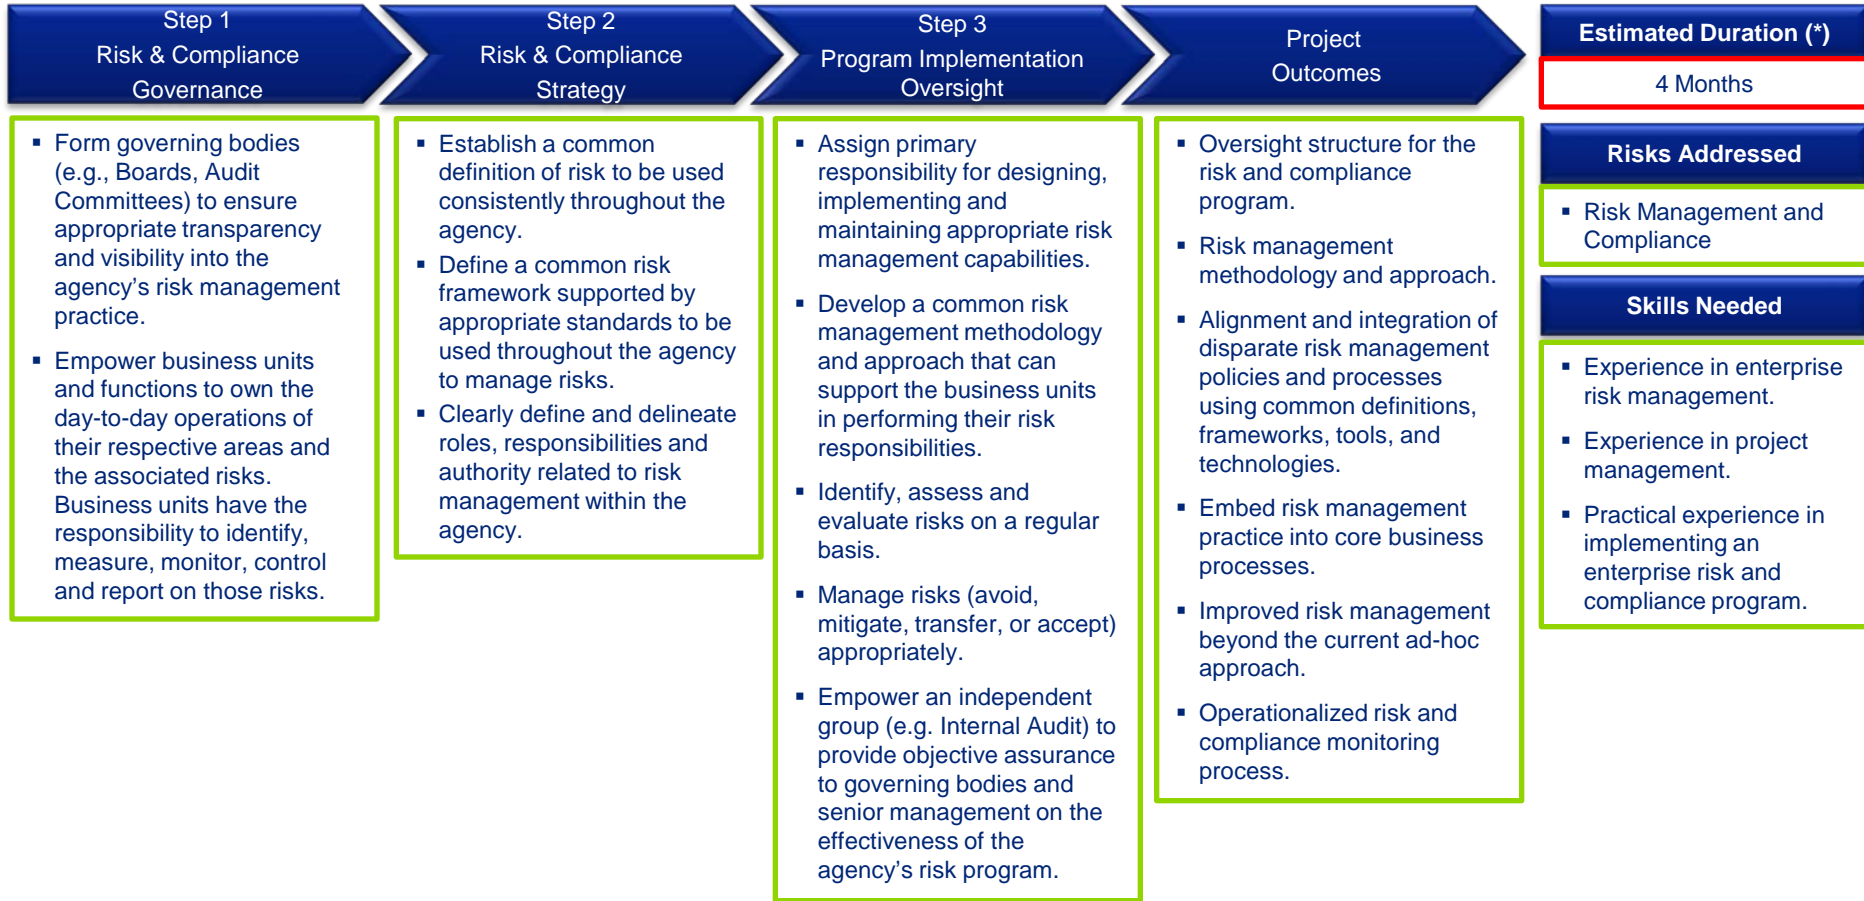 Step 1
Risk & Compliance
Governance
▪ Form governing bodies
(e.g., Boards, Audit
Committees) to ensure
appropriate transparency
and visibility into the
agency’s risk management
practice.
▪ Empower business units
and functions to own the
day-to-day operations of
their respective areas and
the associated risks.
Business units have the
responsibility to identify,
measure, monitor, control
and report on those risks.
Step 2
Risk & Compliance
Strategy
▪ Establish a common
definition of risk to be used
consistently throughout the
agency.
▪ Define a common risk
framework supported by
appropriate standards to be
used throughout the agency
to manage risks.
▪ Clearly define and delineate
roles, responsibilities and
authority related to risk
management within the
agency.
Step 3
Program Implementation
Oversight
▪ Assign primary
responsibility for designing,
implementing and
maintaining appropriate risk
management capabilities.
▪ Develop a common risk
management methodology
and approach that can
support the business units
in performing their risk
responsibilities.
▪ Identify, assess and
evaluate risks on a regular
basis.
▪ Manage risks (avoid,
mitigate, transfer, or accept)
appropriately.
▪ Empower an independent
group (e.g. Internal Audit) to
provide objective assurance
to governing bodies and
senior management on the
effectiveness of the
agency’s risk program.
Project
Outcomes
▪ Oversight structure for the
risk and compliance
program.
▪ Risk management
methodology and approach.
▪ Alignment and integration of
disparate risk management
policies and processes
using common definitions,
frameworks, tools, and
technologies.
▪ Embed risk management
practice into core business
processes.
▪ Improved risk management
beyond the current ad-hoc
approach.
▪ Operationalized risk and
compliance monitoring
process.
Estimated Duration (*)
4 Months
Risks Addressed
▪ Risk Management and
Compliance
Skills Needed
▪ Experience in enterprise
risk management.
▪ Experience in project
management.
▪ Practical experience in
implementing an
enterprise risk and
compliance program.